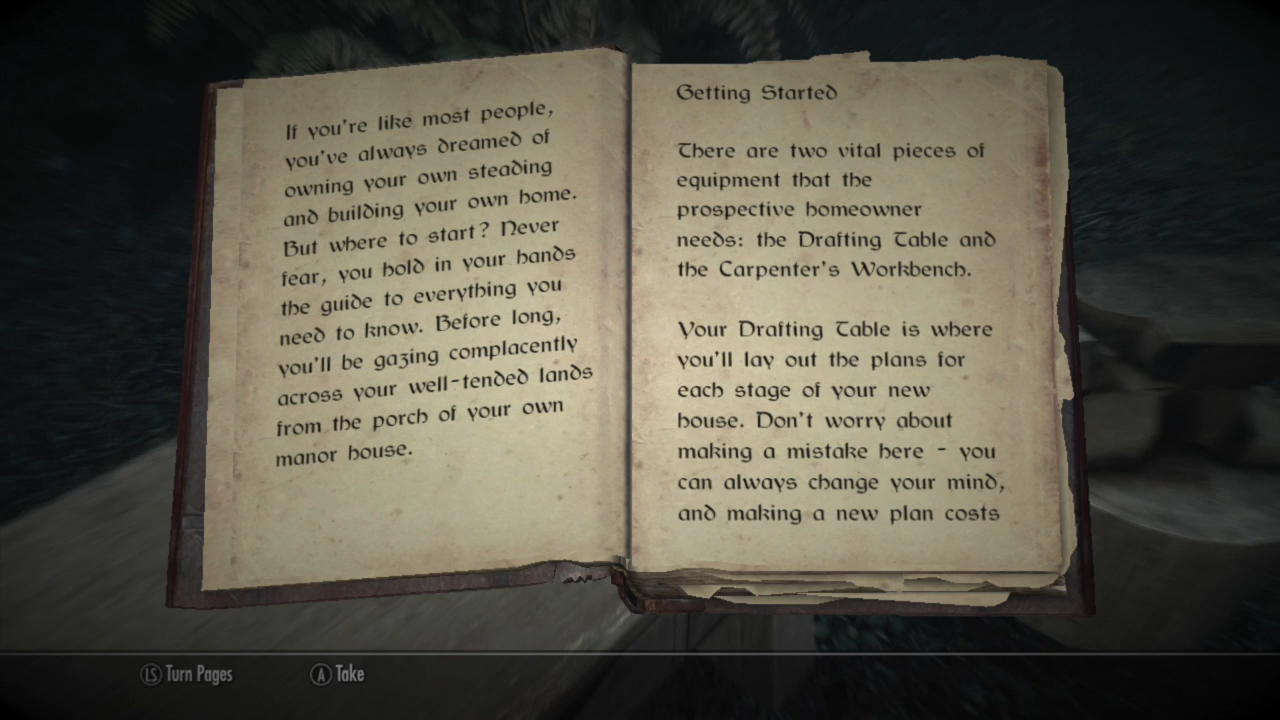 If you're like most people,
you've always dreamed of
owning your own steading
and building your own home.
But where to start? Never
fear, you hold in your hands
the guide to everything you
need to know. Before long,
you'll be gazing complacently
across your well-tended lands
from the porch of your own
manor house.
Getting Started
There are two vital pieces of
equipment that the
prospective homeowner
needs: the Drafting Table and
the Carpenter's Workbench.
Your Drafting Table is where
you'll lay out the plans for
each stage of your new
house. Don't worry about
making a mistake here - you
can always change your mind,
and making a new plan costs
LS Turn Pages
A Take